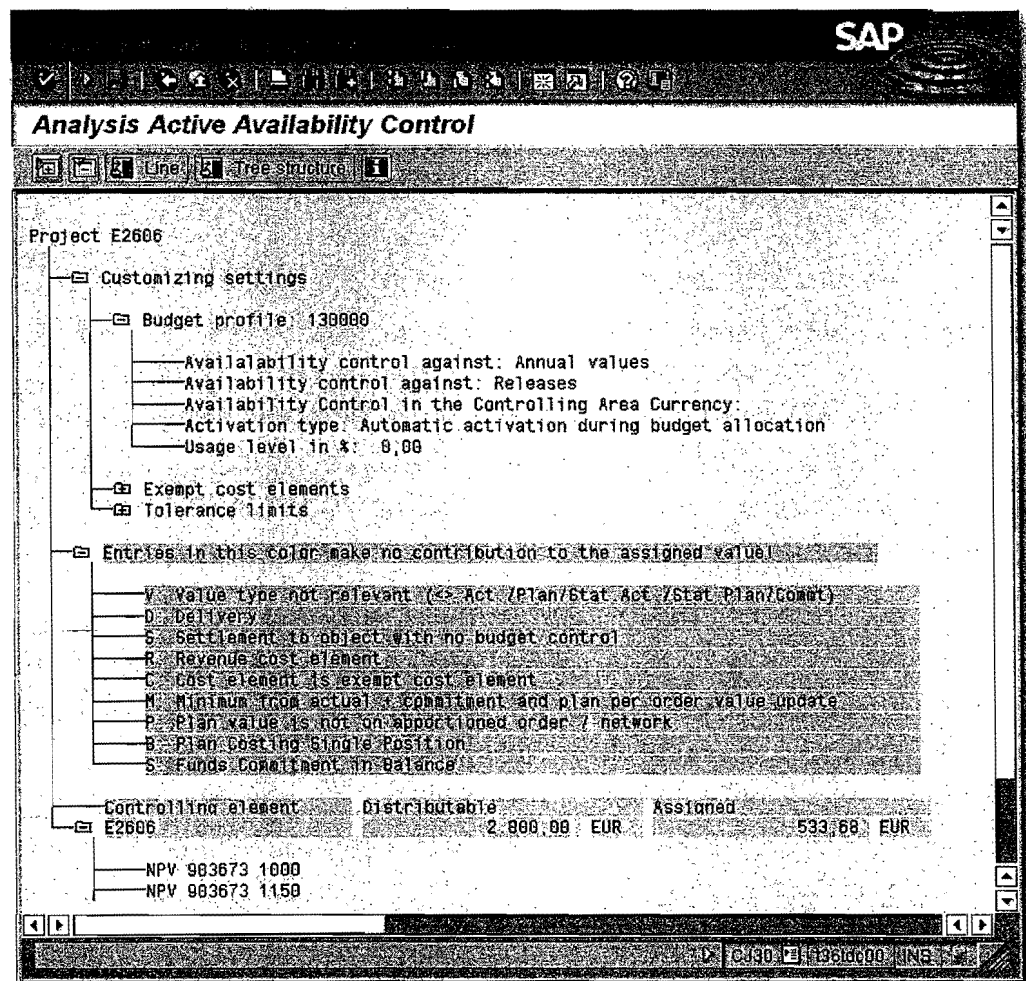 SAP
Analysis Active Availability Control
Line Tree structure
Project E2606
Customizing settings
Budget profile: 130000
Availalability control against: Annual values
Availability control against: Releases
Availability Control in the Controlling Area Currency:
Activation type: Automatic activation during budget allocation
Usage level in %: 0,00
Exempt cost elements
Tolerance limits
Entries in this color make no contribution to the assigned value!
V: Value type not relevant (<> Act./Plan/Stat.Act./Stat.Plan/Commt)
D: Delivery
S: Settlement to object with no budget control
R: Revenue cost element
C: Cost element is exempt cost element
M: Minimum from actual + commitment and plan per order value update
P: Plan value is not on apportioned order / network
B: Plan Costing Single Position
S: Funds Commitment in Balance
Controlling element Distributable Assigned
E2606 2.800,00 EUR 533,68 EUR
NPV 903673 1000
NPV 903673 1150
CJ30 INS